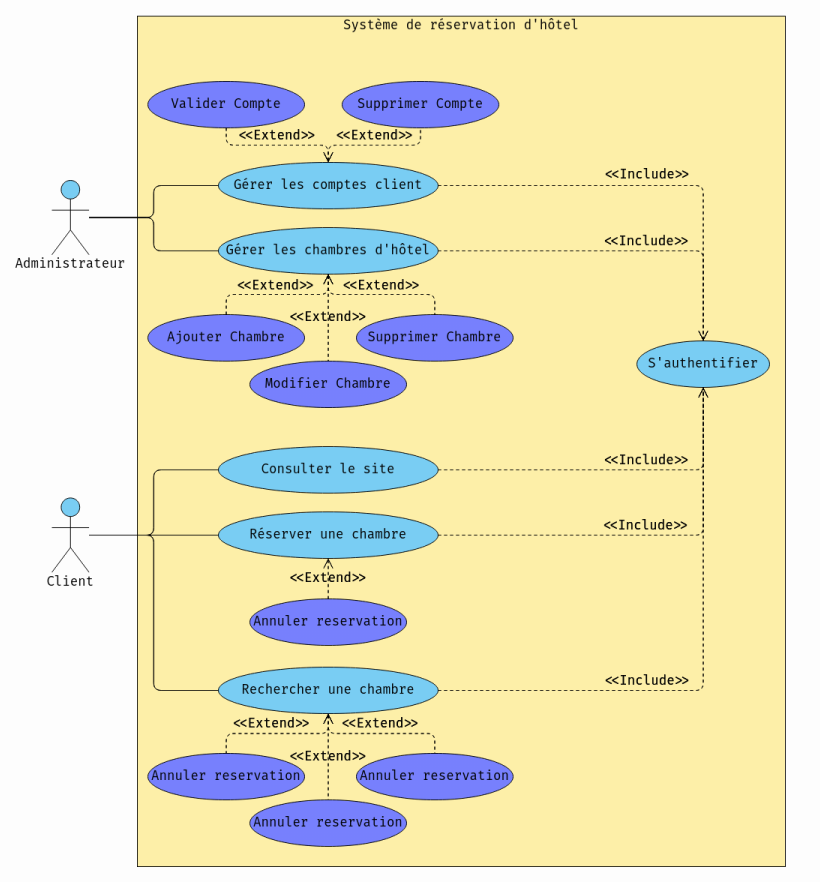 Système de réservation d'hôtel
Valider Compte
Supprimer Compte
<<Extend>>
<<Extend>>
<<Include>>
Gérer les comptes client
<<Include>>
Gérer les chambres d'hôtel
Administrateur
<<Extend>>
<<Extend>>
<<Extend>>
Ajouter Chambre
Supprimer Chambre
S'authentifier
Modifier Chambre
<<Include>>
Consulter le site
<<Include>>
Réserver une chambre
Client
<<Extend>>
Annuler reservation
<<Include>>
Rechercher une chambre
<<Extend>>
<<Extend>>
<<Extend>>
Annuler reservation
Annuler reservation
Annuler reservation